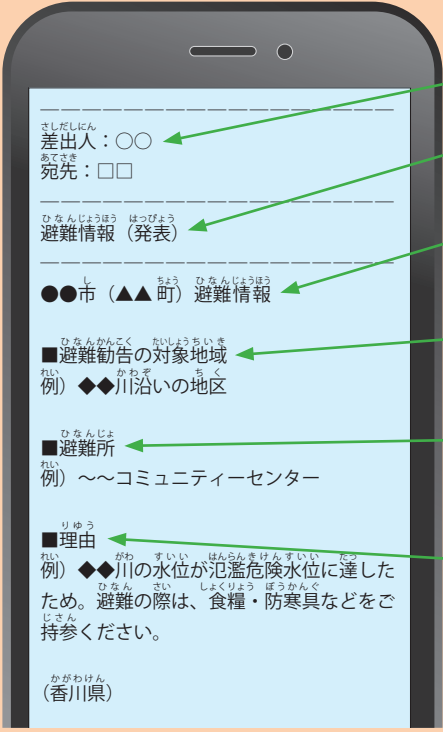 差出人：○○
宛先：□□
避難情報（発表）
●●市（▲▲町）避難情報
■避難勧告の対象地域
例）◆◆川沿いの地区
■避難所
例）～～コミュニティーセンター
■理由
例）◆◆川の水位が氾濫危険水位に達した
ため。避難の際は、食糧・防寒具などをご
持参ください。
（香川県）